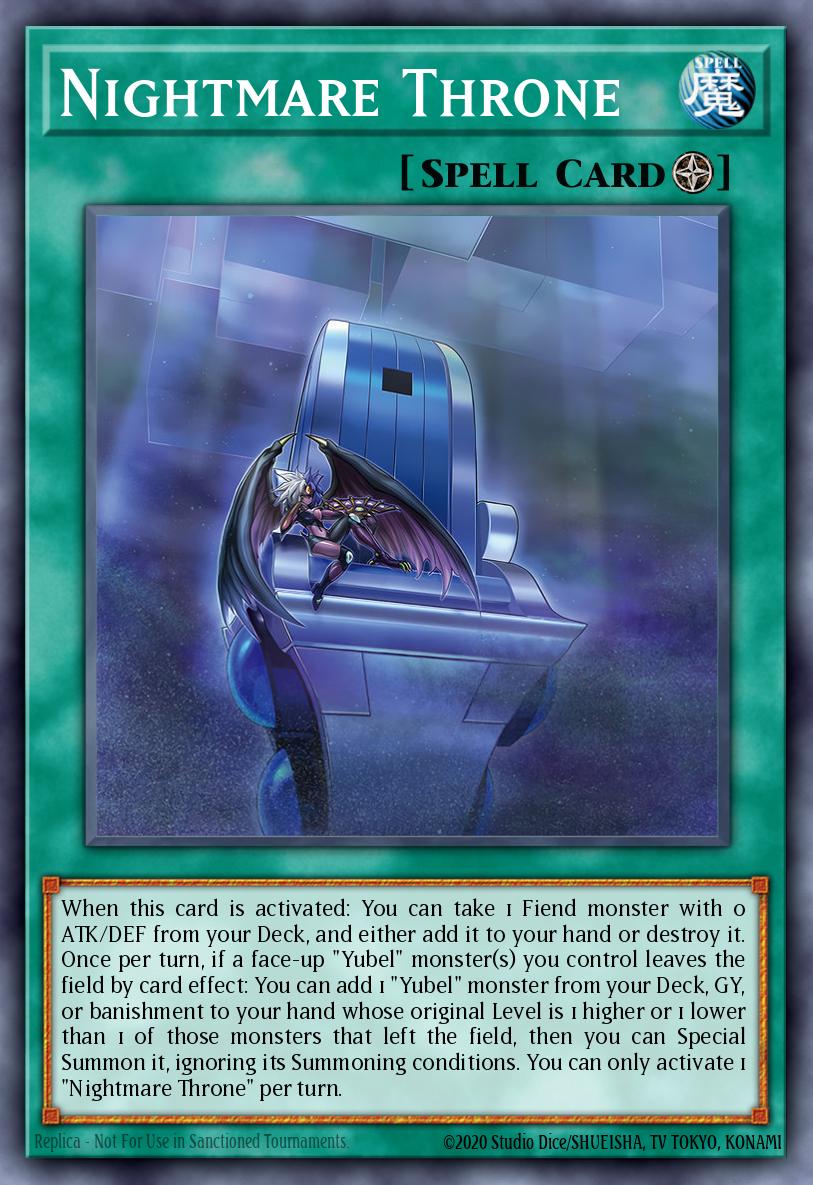 Nightmare Throne
SPELL
魔
[Spell Card]
When this card is activated: You can take 1 Fiend monster with 0
ATK/DEF from your Deck, and either add it to your hand or destroy it.
Once per turn, if a face-up "Yubel" monster(s) you control leaves the
field by card effect: You can add 1 "Yubel" monster from your Deck, GY,
or banishment to your hand whose original Level is 1 higher or 1 lower
than 1 of those monsters that left the field, then you can Special
Summon it, ignoring its Summoning conditions. You can only activate 1
"Nightmare Throne" per turn.
Replica - Not For Use in Sanctioned Tournaments.
©2020 Studio Dice/SHUEISHA, TV TOKYO, KONAMI